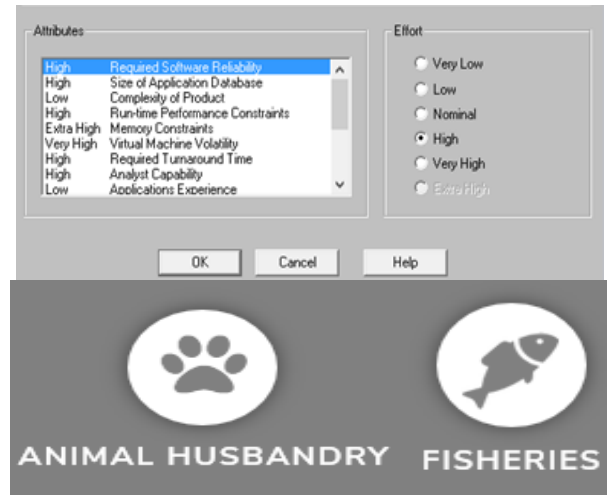 Attributes
High Required Software Reliability
High Size of Application Database
Low Complexity of Product
High Run-time Performance Constraints
Extra High Memory Constraints
Very High Virtual Machine Volatility
High Required Turnaround Time
High Analyst Capability
Low Applications Experience
Effort
Very Low
Low
Nominal
High
Very High
Extra High
OK Cancel Help
ANIMAL HUSBANDRY FISHERIES